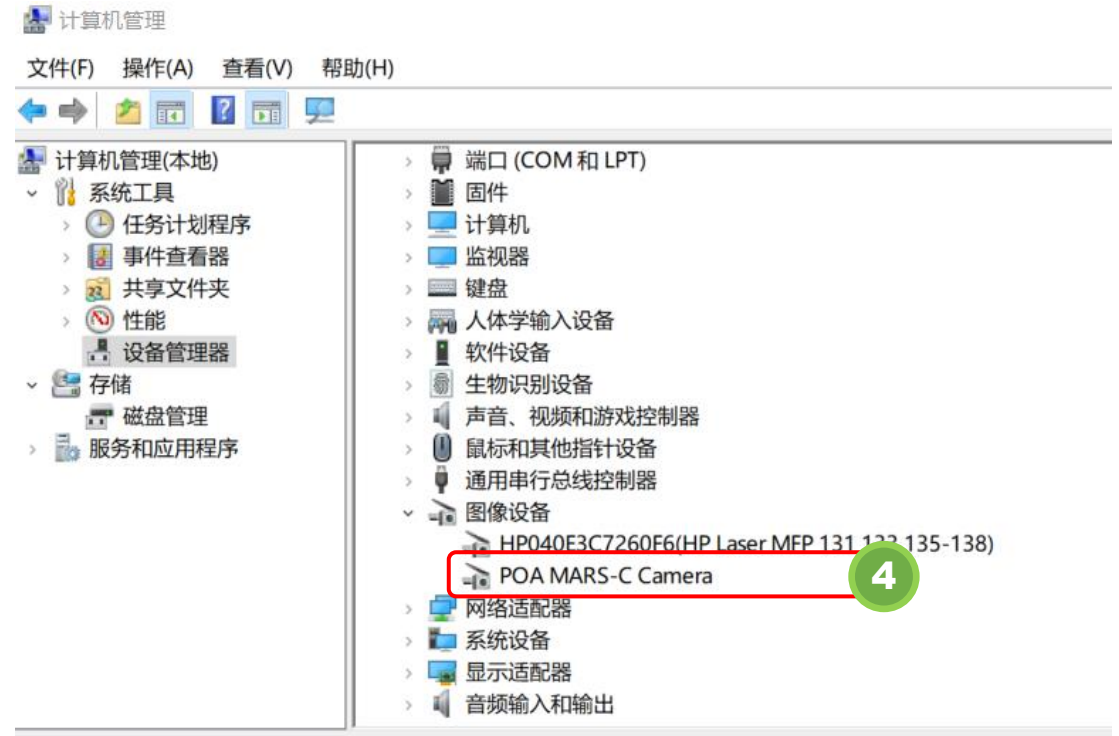 计算机管理
文件(F) 操作(A) 查看(V) 帮助(H)
计算机管理(本地)
系统工具
任务计划程序
事件查看器
共享文件夹
性能
设备管理器
存储
磁盘管理
服务和应用程序
端口 (COM 和 LPT)
固件
计算机
监视器
键盘
人体学输入设备
软件设备
生物识别设备
声音、视频和游戏控制器
鼠标和其他指针设备
通用串行总线控制器
图像设备
HP040E3C7260F6(HP Laser MFP 131 133 135-138)
POA MARS-C Camera
4
网络适配器
系统设备
显示适配器
音频输入和输出